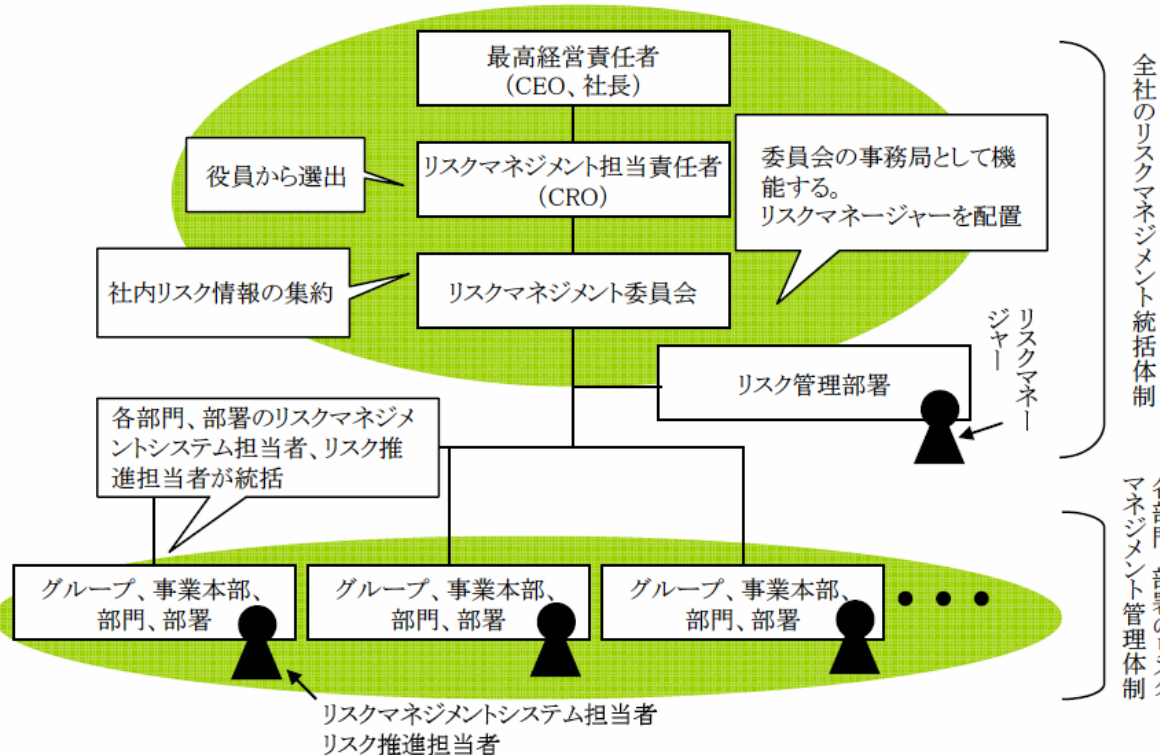 最高経営責任者
(CEO、社長)
役員から選出
リスクマネジメント担当責任者
(CRO)
委員会の事務局として機
能する。
リスクマネージャーを配置
社内リスク情報の集約
リスクマネジメント委員会
リスク管理部署
リスクマネー
ジャー
全社のリスクマネジメント統括体制
各部門、部署のリスクマネジメ
ントシステム担当者、リスク推
進担当者が統括
グループ、事業本部、
部門、部署
グループ、事業本部、
部門、部署
グループ、事業本部、
部門、部署
● ● ●
リスクマネジメントシステム担当者
リスク推進担当者
部門、部署の
マネジメント管理体制